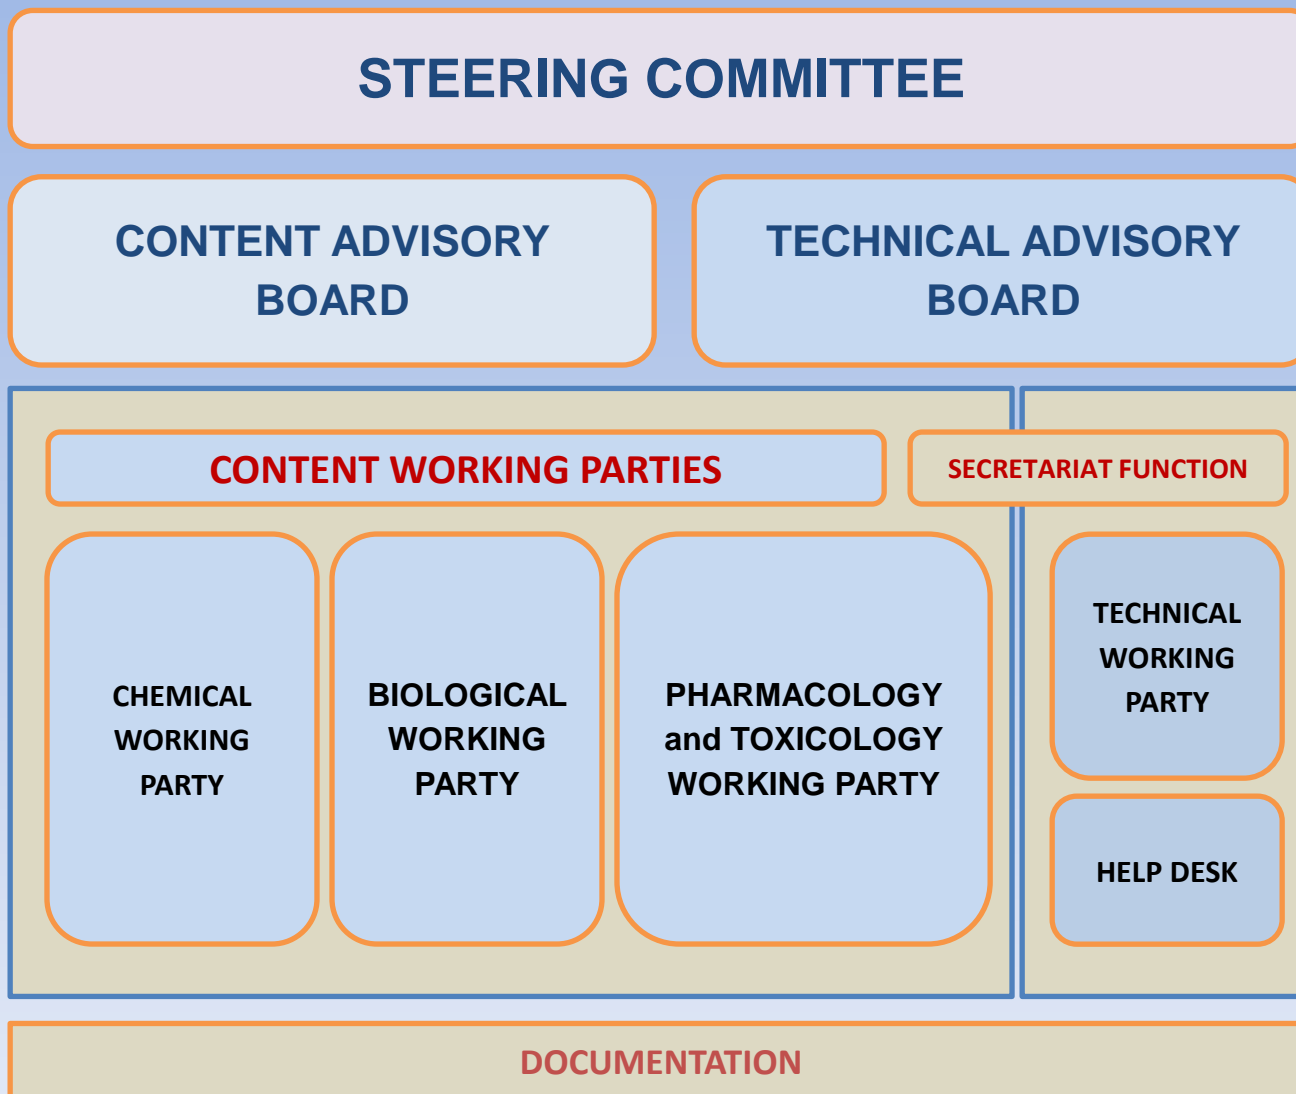 STEERING COMMITTEE
CONTENT ADVISORY
BOARD
TECHNICAL ADVISORY
BOARD
CONTENT WORKING PARTIES
SECRETARIAT FUNCTION
CHEMICAL
WORKING
PARTY
BIOLOGICAL
WORKING
PARTY
PHARMACOLOGY
and TOXICOLOGY
WORKING PARTY
TECHNICAL
WORKING
PARTY
HELP DESK
DOCUMENTATION